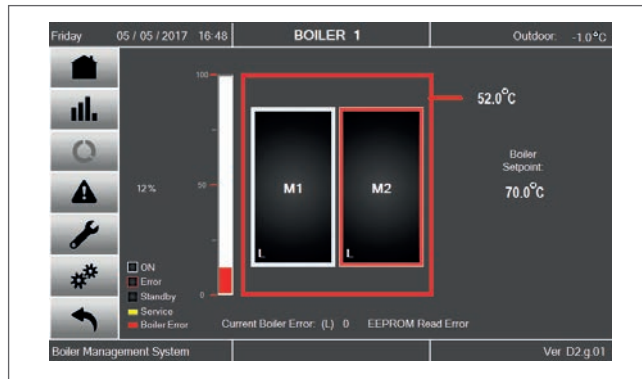 Friday 05 / 05 / 2017 16:48 BOILER 1 Outdoor: -1.0°C
100
52.0°C
Boiler
Setpoint:
12% 50 M1 M2 70.0°C
L L
ON
Error
Standby 0
Service
Boiler Error Current Boiler Error: (L) 0 EEPROM Read Error
Boiler Management System Ver D2.g.01